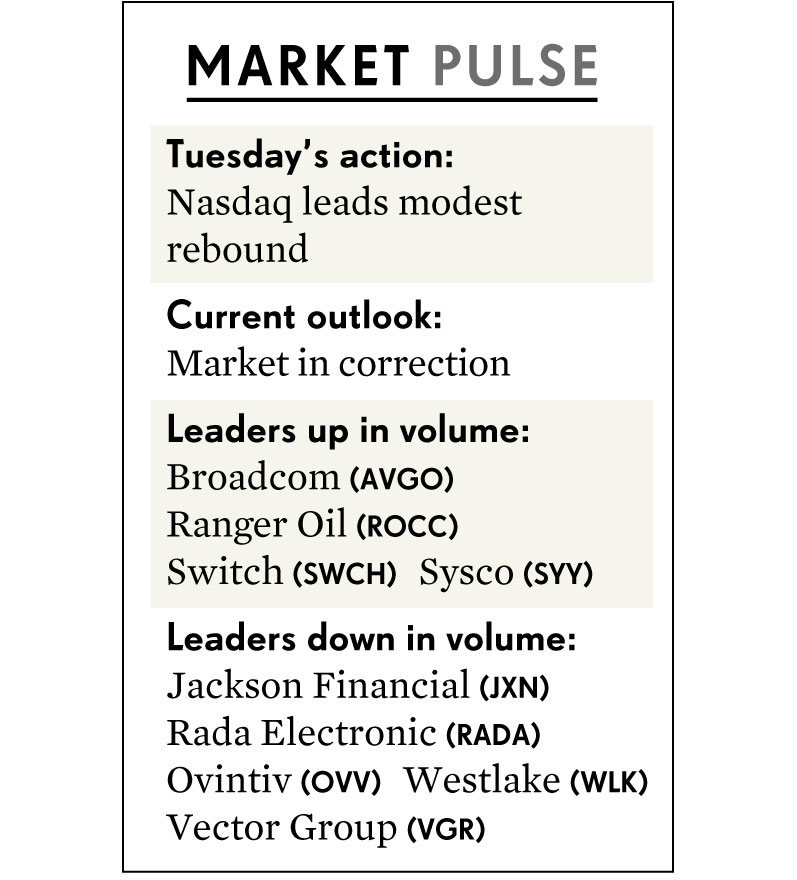 MARKET PULSE
Tuesday’s action:
Nasdaq leads modest
rebound
Current outlook:
Market in correction
Leaders up in volume:
Broadcom (AVGO)
Ranger Oil (ROCC)
Switch (SWCH) Sysco (SYY)
Leaders down in volume:
Jackson Financial (JXN)
Rada Electronic (RADA)
Ovintiv (OVV) Westlake (WLK)
Vector Group (VGR)